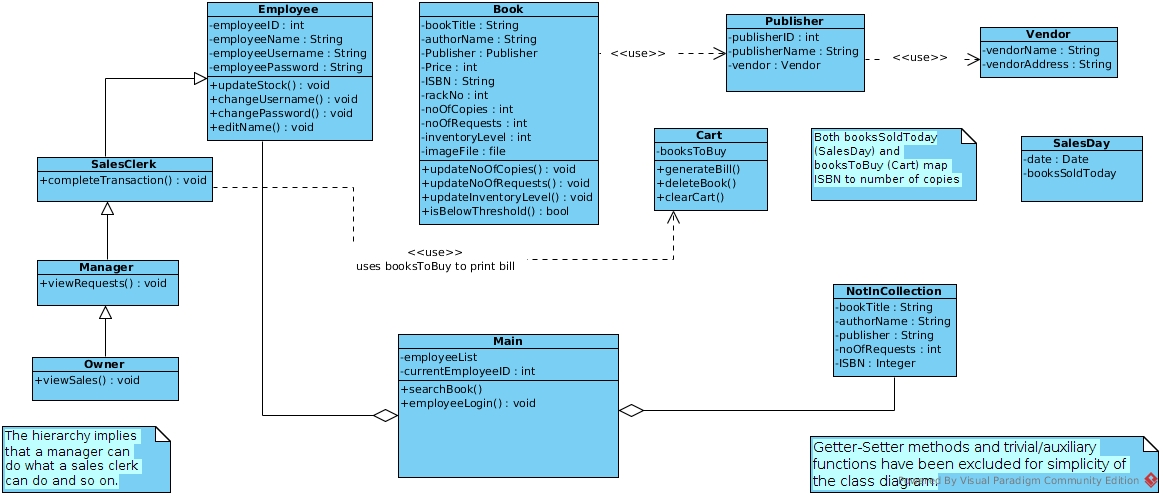 Employee
-employeeID : int
-employeeName : String
-employeeUsername : String
-employeePassword : String
+updateStock() : void
+changeUsername() : void
+changePassword() : void
+editName() : void
Book
-bookTitle : String
-authorName : String
-Publisher : Publisher
-Price : int
-ISBN : String
-rackNo : int
-noOfCopies : int
-noOfRequests : int
-inventoryLevel : int
-imageFile : file
+updateNoOfCopies() : void
+updateNoOfRequests() : void
+updateInventoryLevel() : void
+isBelowThreshold() : bool
<<use>>
Publisher
-publisherID : int
-publisherName : String
-vendor : Vendor
<<use>>
Vendor
-vendorName : String
-vendorAddress : String
SalesClerk
+completeTransaction() : void
Cart
-booksToBuy
+generateBill()
+deleteBook()
+clearCart()
Both booksSoldToday
(SalesDay) and
booksToBuy (Cart) map
ISBN to number of copies
SalesDay
-date : Date
-booksSoldToday
<<use>>
uses booksToBuy to print bill
Manager
+viewRequests() : void
NotInCollection
-bookTitle : String
-authorName : String
-publisher : String
-noOfRequests : int
-ISBN : Integer
Owner
+viewSales() : void
Main
-employeeList
-currentEmployeeID : int
+searchBook()
+employeeLogin() : void
The hierarchy implies
that a manager can
do what a sales clerk
can do and so on.
Getter-Setter methods and trivial/auxiliary
functions have been excluded for simplicity of
the class diagram.
Powered By Visual Paradigm Community Edition